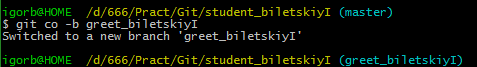 igorb@HOME /d/666/Pract/Git/student_biletskiyI (master)
$ git co -b greet_biletskiyI
Switched to a new branch 'greet_biletskiyI'
igorb@HOME /d/666/Pract/Git/student_biletskiyI (greet_biletskiyI)